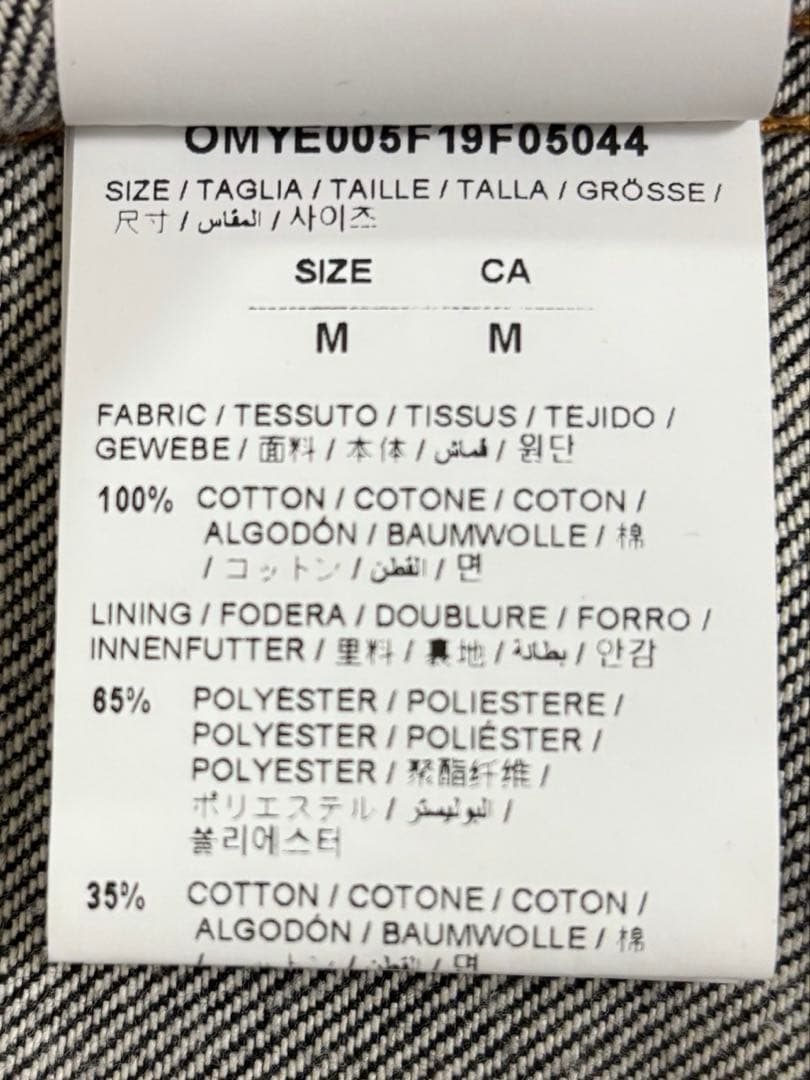 OMYE005F19F05044
SIZE / TAGLIA / TAILLE / TALLA / GRÖSSE /
尺寸 / المقاس / 사이즈
SIZE CA
M M
FABRIC / TESSUTO / TISSUS / TEJIDO /
GEWEBE / 面料 / 本体 / قماش / 원단
100% COTTON / COTONE / COTON /
ALGODÓN / BAUMWOLLE / 棉
/ コットン / القطن / 면
LINING / FODERA / DOUBLURE / FORRO /
INNENFUTTER / 里料 / 裏地 / بطانة / 안감
65% POLYESTER / POLIESTERE /
POLYESTER / POLIÉSTER /
POLYESTER / 聚酯纤维 /
ポリエステル / البوليستر /
폴리에스터
35% COTTON / COTONE / COTON /
ALGODÓN / BAUMWOLLE / 棉